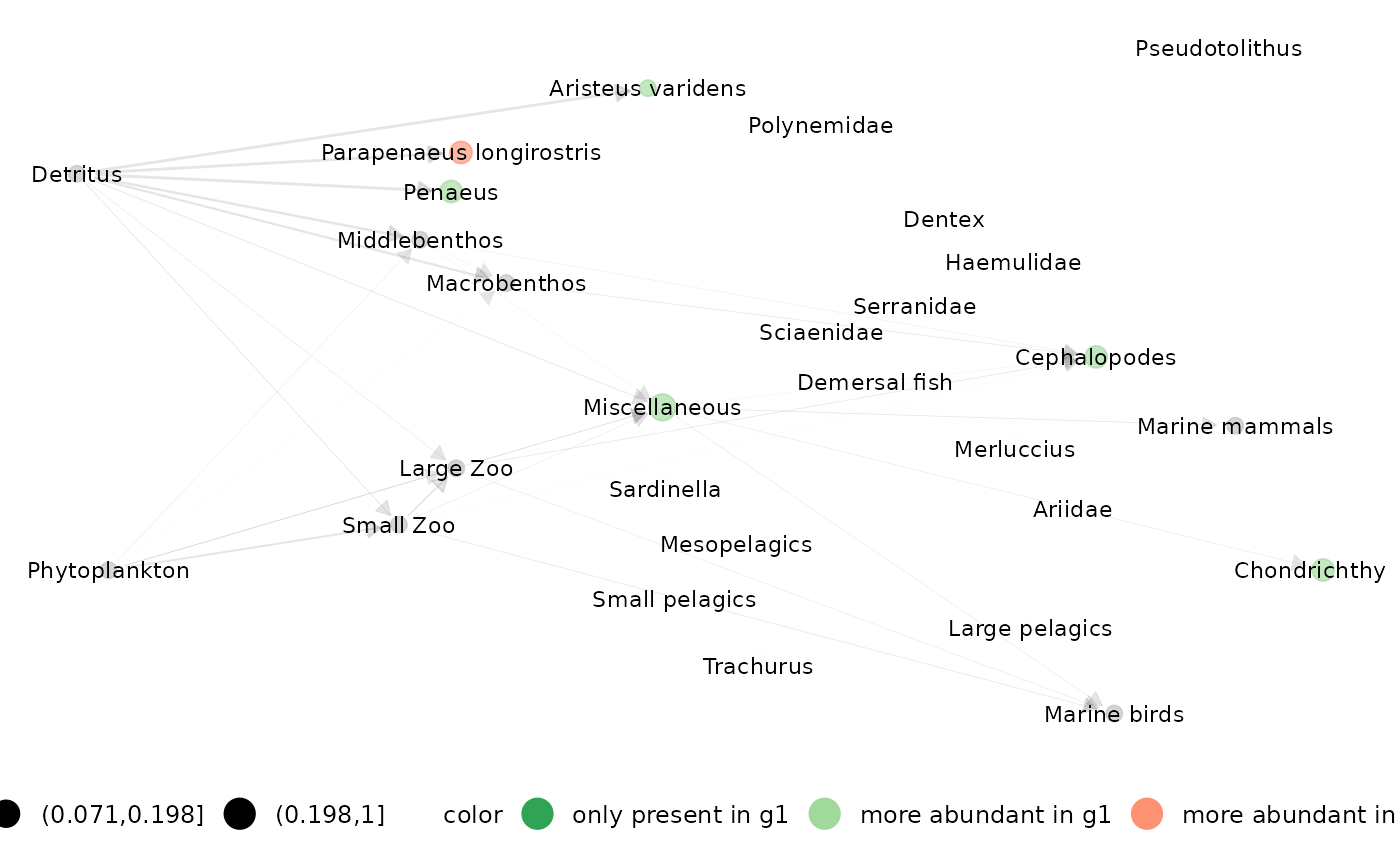 Pseudotolithus
Aristeus varidens
Polynemidae
Parapenaeus longirostris
Detritus
Penaeus
Dentex
Middlebenthos
Haemulidae
Macrobenthos
Serranidae
Sciaenidae
Cephalopodes
Demersal fish
Miscellaneous
Marine mammals
Merluccius
Large Zoo
Sardinella
Ariidae
Small Zoo
Mesopelagics
Phytoplankton
Chondrichthy
Small pelagics
Large pelagics
Trachurus
Marine birds
(0.071,0.198] (0.198,1] color only present in g1 more abundant in g1 more abundant in